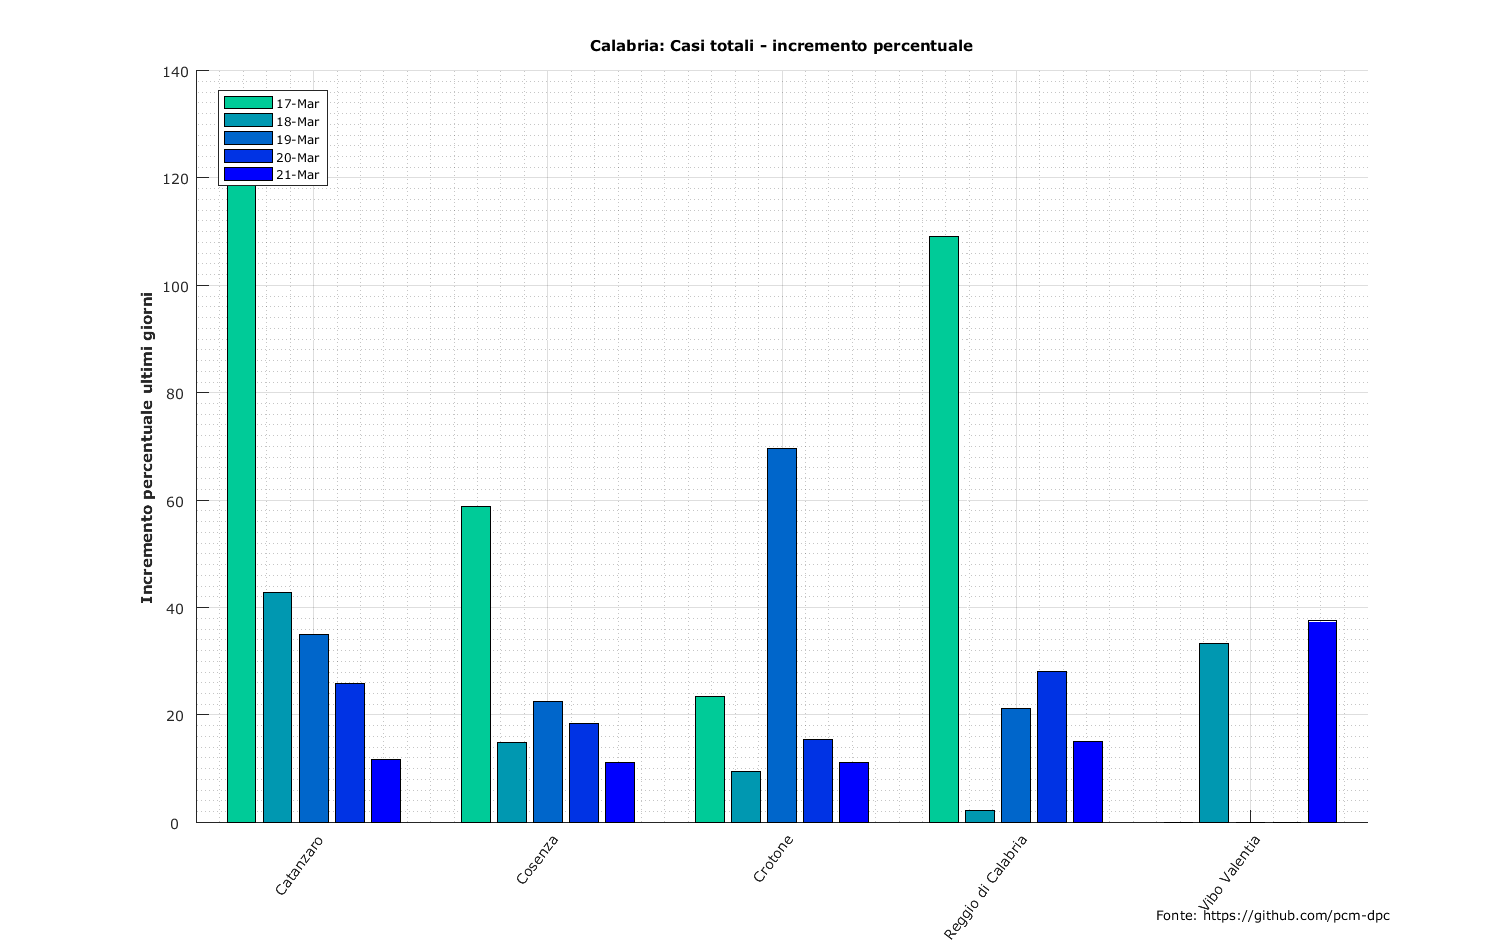 Calabria: Casi totali - incremento percentuale
140
120
100
80
60
40
20
0
Incremento percentuale ultimi giorni
17-Mar
18-Mar
19-Mar
20-Mar
21-Mar
Catanzaro
Cosenza
Crotone
Reggio di Calabria
Vibo Valentia
Fonte: https://github.com/pcm-dpc